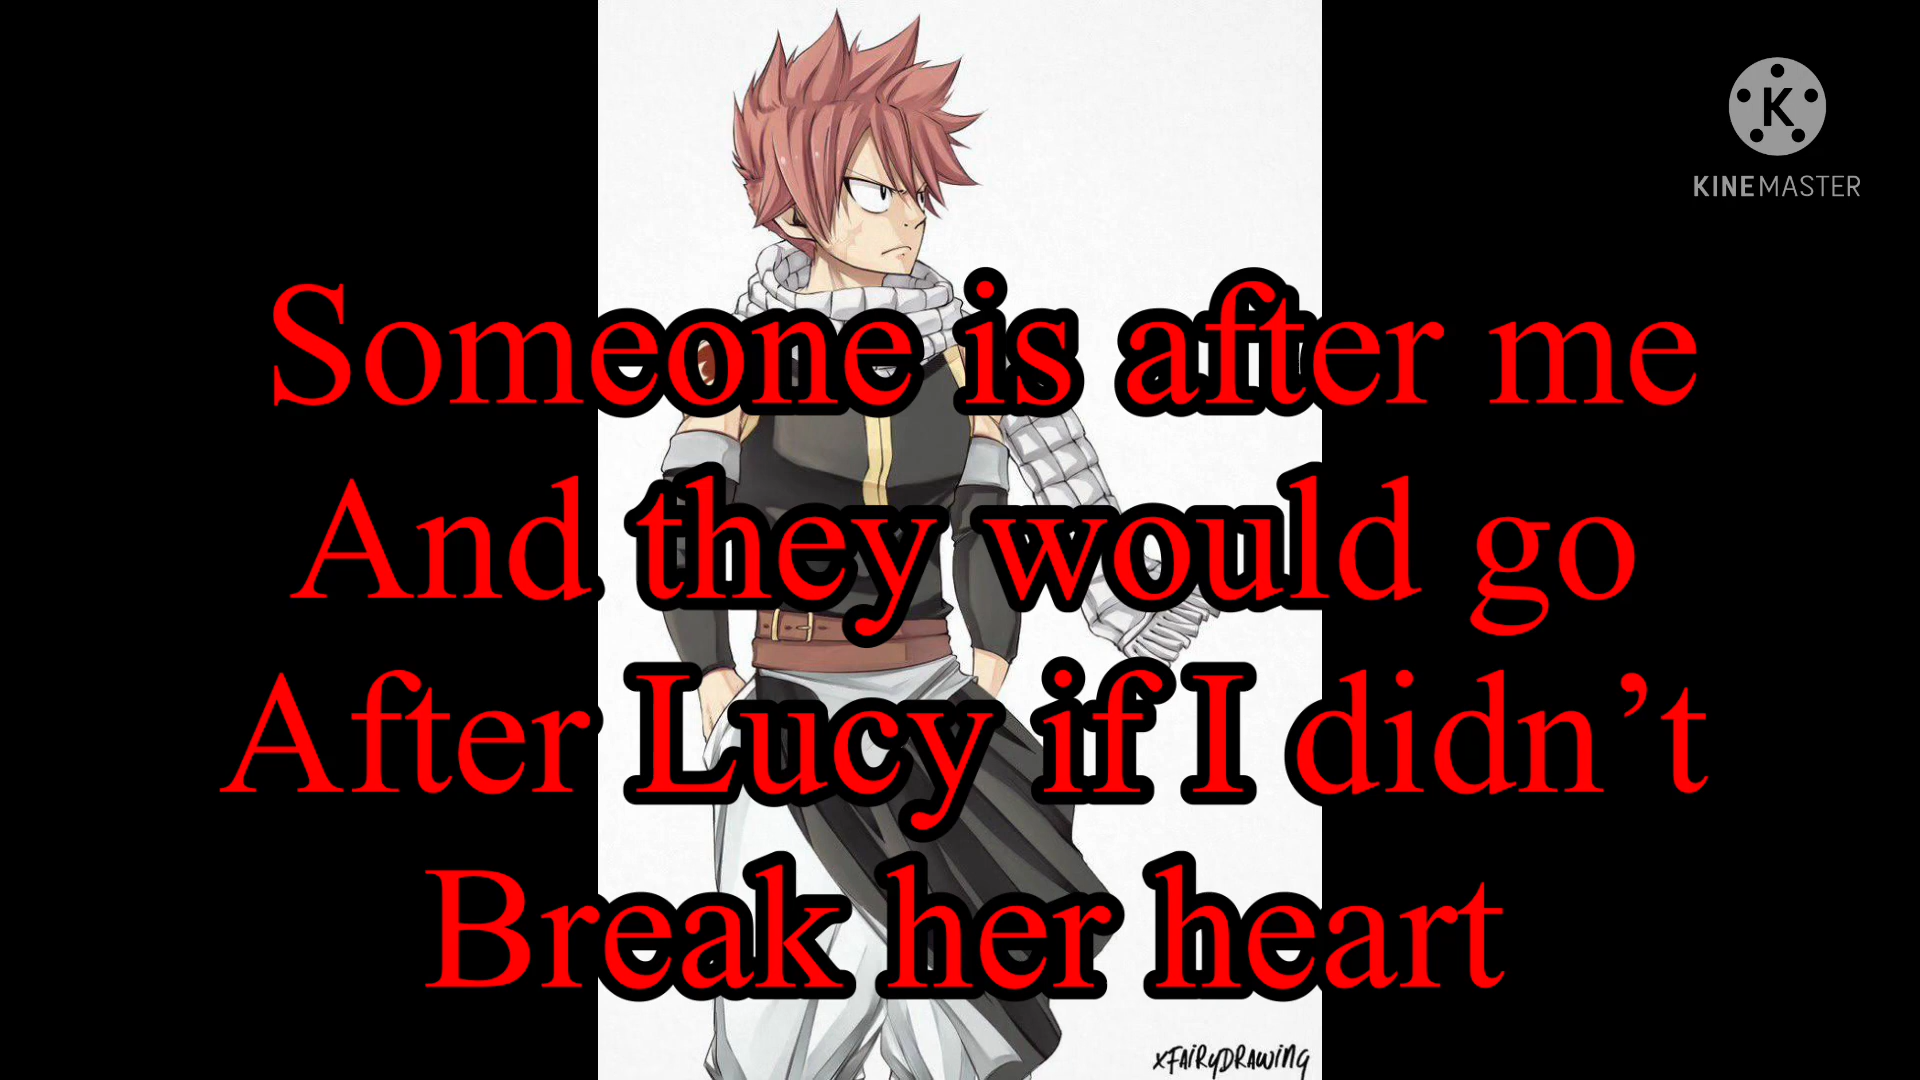 K
KINEMASTER
Someone is after me
And they would go
After Lucy if I didn’t
Break her heart
xFAiRyDRAwiNg